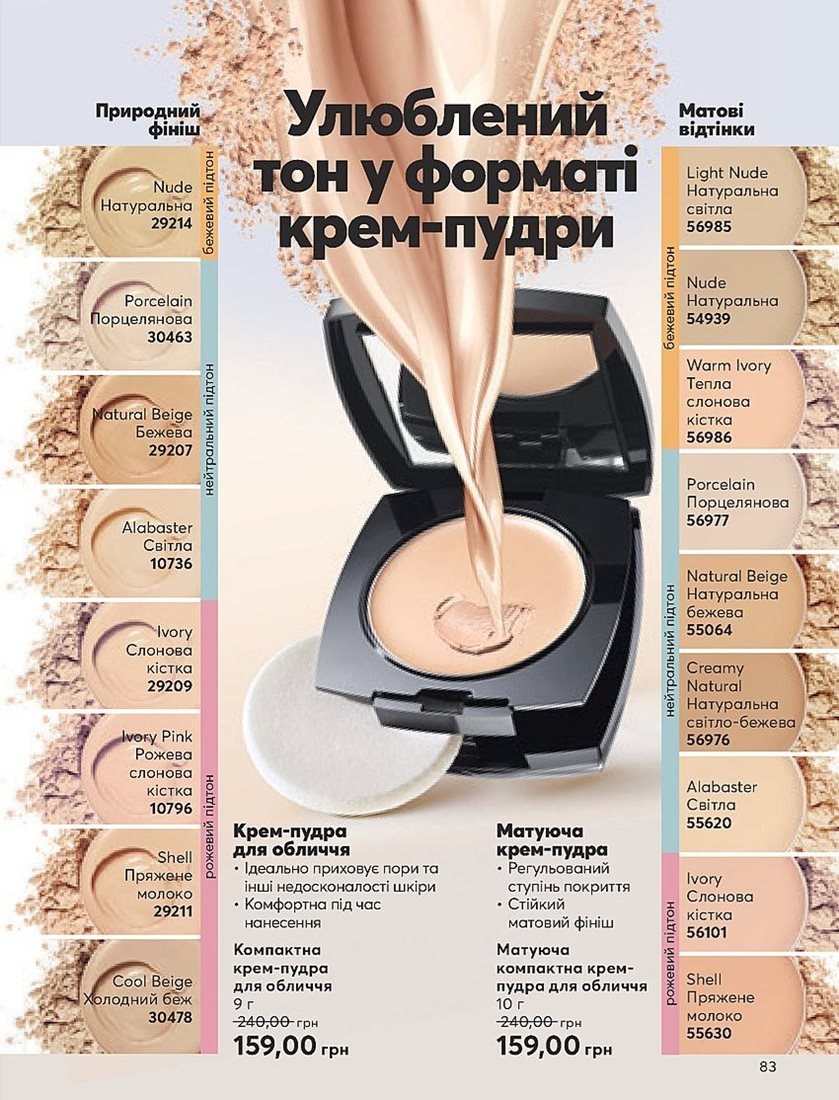 Улюблений
тон у форматі
крем-пудри
Природний
фініш
Nude
Натуральна
29214
Porcelain
Порцелянова
30463
Natural Beige
Бежева
29207
Alabaster
Світла
10736
Ivory
Слонова
кістка
29209
Ivory Pink
Рожева
слонова
кістка
10796
Shell
Пряжене
молоко
29211
Cool Beige
Холодний беж
30478
бежевий підтон
нейтральний підтон
рожевий підтон
Матові
відтінки
Light Nude
Натуральна
світла
56985
Nude
Натуральна
54939
Warm Ivory
Тепла
слонова
кістка
56986
Porcelain
Порцелянова
56977
Natural Beige
Натуральна
бежева
55064
Creamy
Natural
Натуральна
світло-бежева
56976
Alabaster
Світла
55620
Ivory
Слонова
кістка
56101
Shell
Пряжене
молоко
55630
бежевий підтон
нейтральний підтон
рожевий підтон
Крем-пудра
для обличчя
• Ідеально приховує пори та
інші недосконалості шкіри
• Комфортна під час
нанесення
Компактна
крем-пудра
для обличчя
9 г
240,00 грн
159,00 грн
Матуюча
крем-пудра
• Регульований
ступінь покриття
• Стійкий
матовий фініш
Матуюча
компактна крем-
пудра для обличчя
10 г
240,00 грн
159,00 грн
83